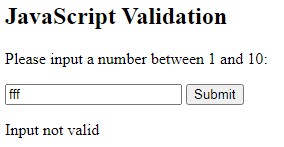 JavaScript Validation
Please input a number between 1 and 10:
fff Submit
Input not valid